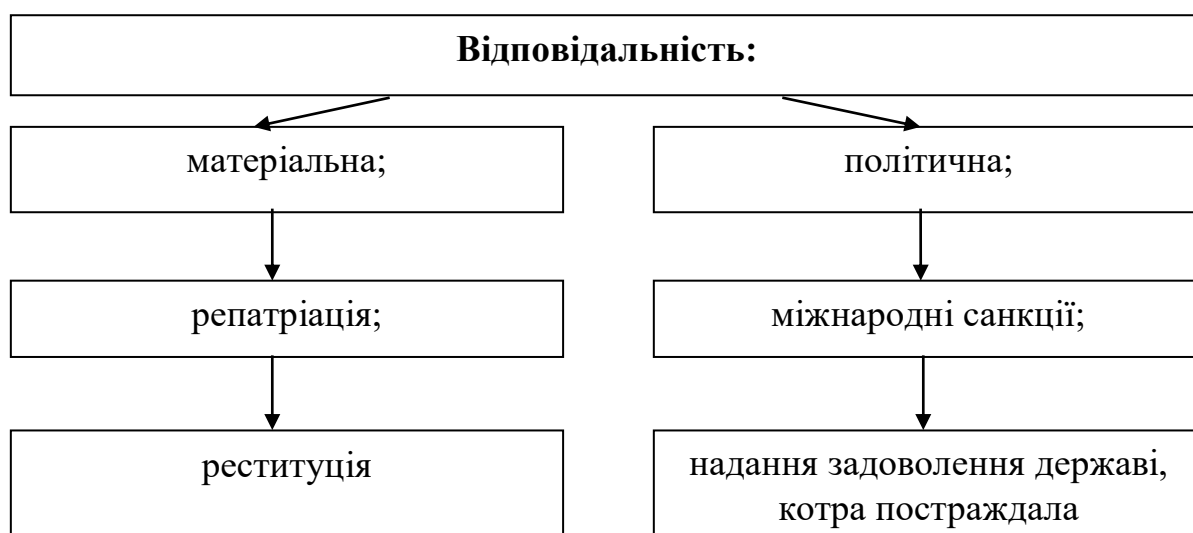 Відповідальність:
матеріальна;
політична;
репатріація;
міжнародні санкції;
реституція
надання задоволення державі,
котра постраждала